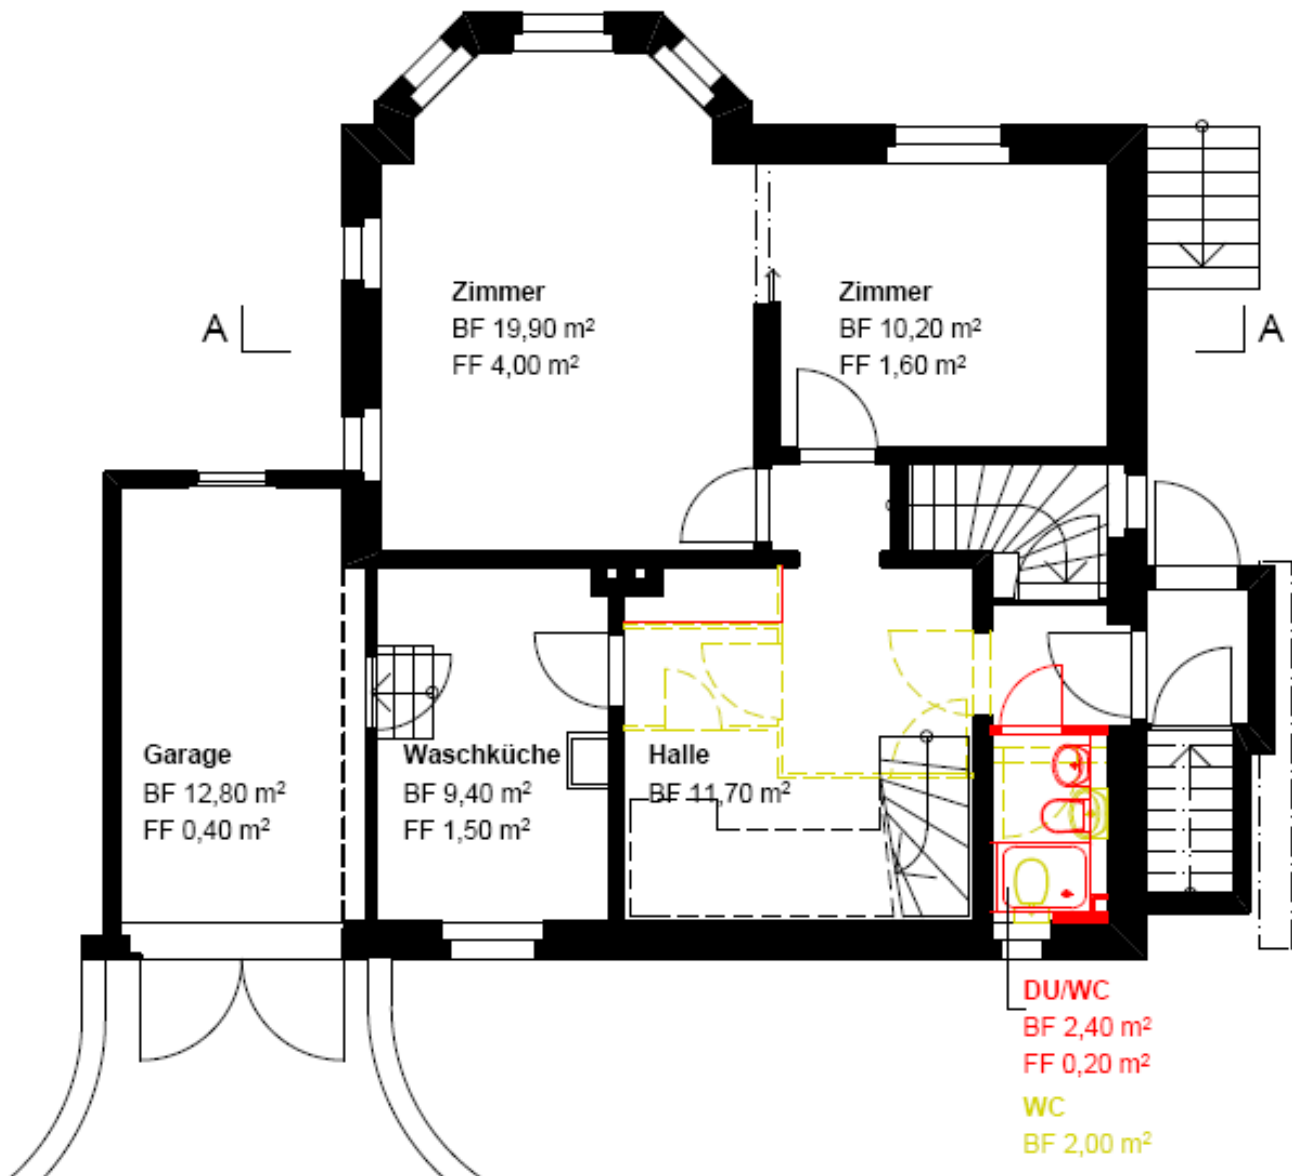 Zimmer
BF 19,90 m²
FF 4,00 m²
Zimmer
BF 10,20 m²
FF 1,60 m²
A
A
Garage
BF 12,80 m²
FF 0,40 m²
Waschküche
BF 9,40 m²
FF 1,50 m²
Halle
BF 11,70 m²
DU/WC
BF 2,40 m²
FF 0,20 m²
WC
BF 2,00 m²